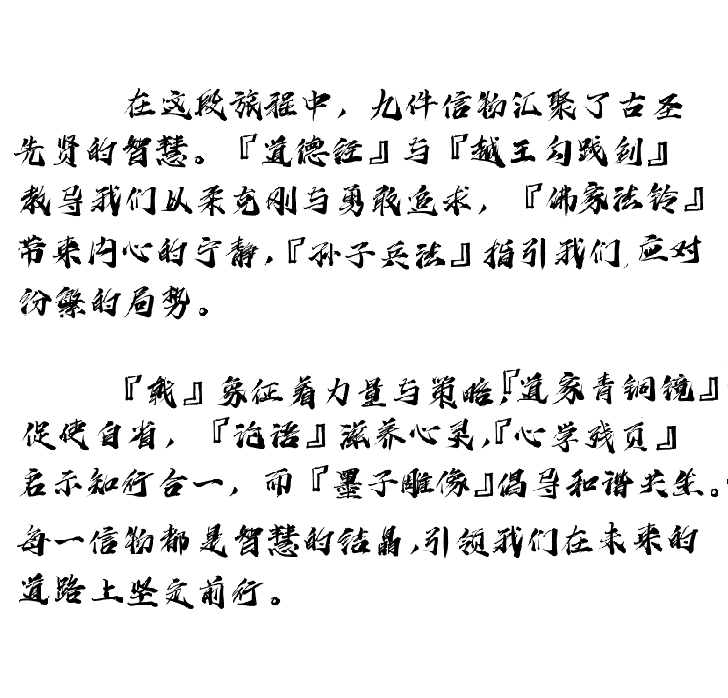 在这段旅程中，九件信物汇聚了古圣
先贤的智慧。『道德经』与『越王勾践剑』
教导我们以柔克刚与勇敢追求，『佛家法铃』
带来内心的宁静,『孙子兵法』指引我们,应对
纷繁的局势。
『戟』象征着力量与策略,『道家青铜镜』
促使自省，『论语』滋养心灵,『心学残页』
启示知行合一，而『墨子雕像』倡导和谐共生。
每一信物都是智慧的结晶,引领我们在未来的
道路上坚定前行。